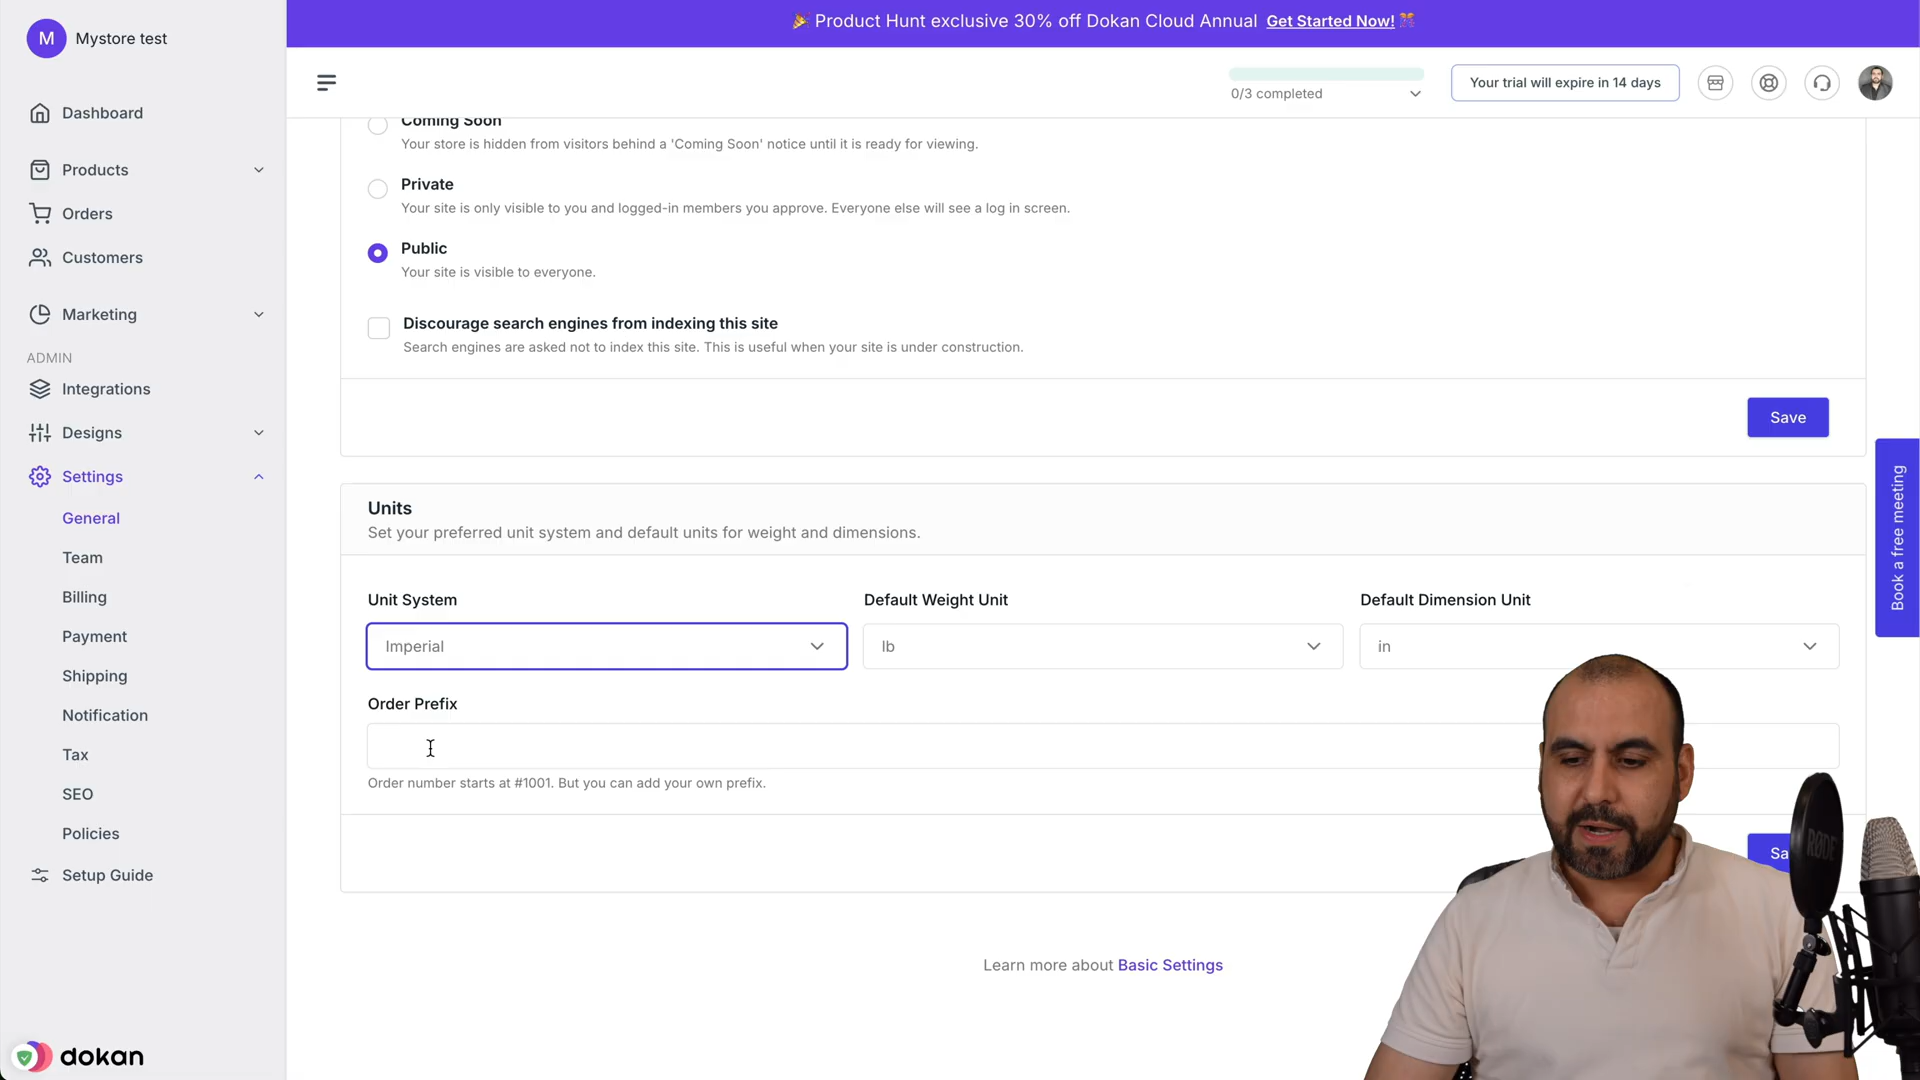 🎉 Product Hunt exclusive 30% off Dokan Cloud Annual Get Started Now! 🎊
M Mystore test
0/3 completed
Your trial will expire in 14 days
Dashboard
Products
Orders
Customers
Marketing
ADMIN
Integrations
Designs
Settings
General
Team
Billing
Payment
Shipping
Notification
Tax
SEO
Policies
Setup Guide
dokan
Coming Soon
Your store is hidden from visitors behind a 'Coming Soon' notice until it is ready for viewing.
Private
Your site is only visible to you and logged-in members you approve. Everyone else will see a log in screen.
Public
Your site is visible to everyone.
Discourage search engines from indexing this site
Search engines are asked not to index this site. This is useful when your site is under construction.
Save
Book a free meeting
Units
Set your preferred unit system and default units for weight and dimensions.
Unit System
Default Weight Unit
Default Dimension Unit
Imperial
lb
in
Order Prefix
Order number starts at #1001. But you can add your own prefix.
Sa
RØDE
Learn more about Basic Settings